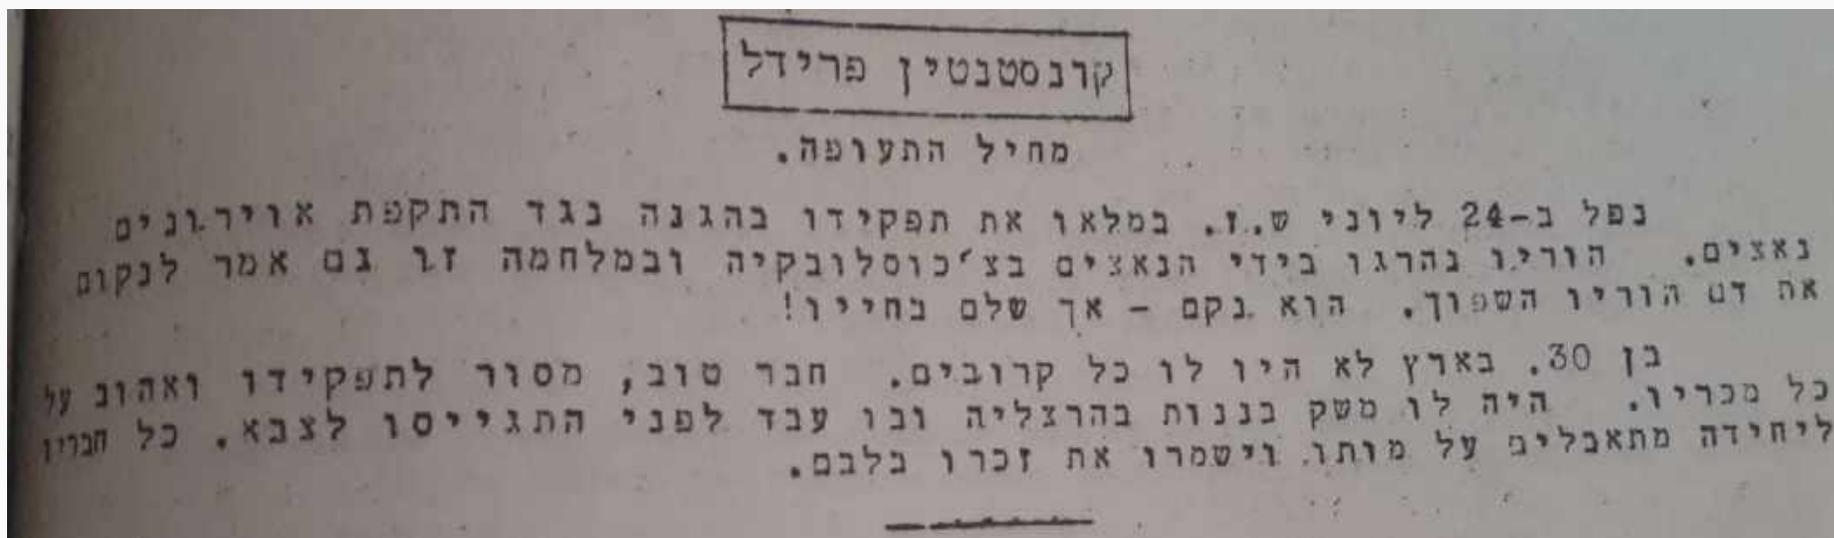 קונסטנטין פרידל
מחיל התעופה.
נפל ב-24 ליוני ש.ז. במלאו את תפקידו בהגנה נגד התקפת אוירונים
נאצים. הוריו נהרגו בידי הנאצים בצ'כוסלובקיה ובמלחמה זו גם אמר לנקום
את דם הוריו השפוך. הוא נקם - אך שלם בחייו!
בן 30. בארץ לא היו לו כל קרובים. חבר טוב, מסור לתפקידו ואהוב על
כל מכריו. היה לו משק בננות בהרצליה ובו עבד לפני התגייסו לצבא. כל חבריו
ליחידה מתאבלים על מותו וישמרו את זכרו בלבם.